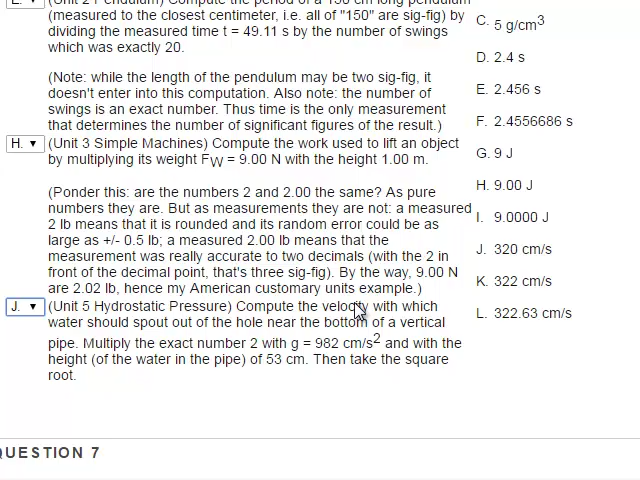 E. (Unit 2 Pendulum) Compute the period of a 150 cm long pendulum
(measured to the closest centimeter, i.e. all of "150" are sig-fig) by
dividing the measured time t = 49.11 s by the number of swings
which was exactly 20.
(Note: while the length of the pendulum may be two sig-fig, it
doesn't enter into this computation. Also note: the number of
swings is an exact number. Thus time is the only measurement
that determines the number of significant figures of the result.)
H. (Unit 3 Simple Machines) Compute the work used to lift an object
by multiplying its weight FW = 9.00 N with the height 1.00 m.
(Ponder this: are the numbers 2 and 2.00 the same? As pure
numbers they are. But as measurements they are not: a measured
2 lb means that it is rounded and its random error could be as
large as +/- 0.5 lb; a measured 2.00 lb means that the
measurement was really accurate to two decimals (with the 2 in
front of the decimal point, that's three sig-fig). By the way, 9.00 N
are 2.02 lb, hence my American customary units example.)
J. (Unit 5 Hydrostatic Pressure) Compute the velocity with which
water should spout out of the hole near the bottom of a vertical
pipe. Multiply the exact number 2 with g = 982 cm/s2 and with the
height (of the water in the pipe) of 53 cm. Then take the square
root.
C. 5 g/cm3
D. 2.4 s
E. 2.456 s
F. 2.4556686 s
G. 9 J
H. 9.00 J
I. 9.0000 J
J. 320 cm/s
K. 322 cm/s
L. 322.63 cm/s
QUESTION 7